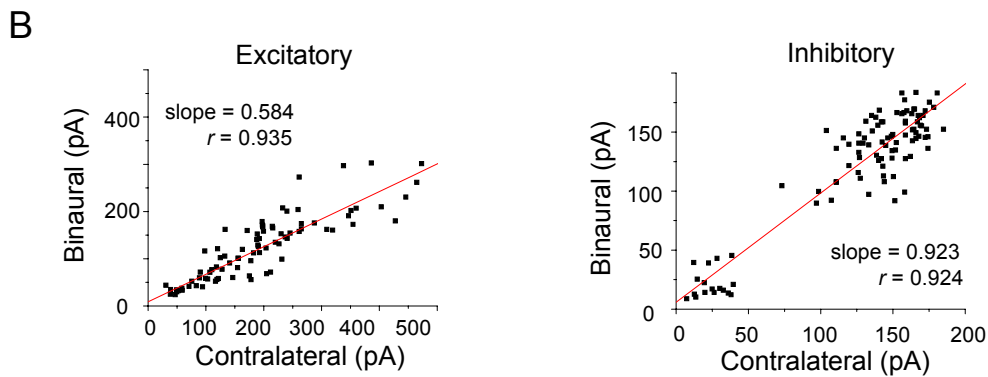 B
Excitatory
slope = 0.584
r = 0.935
400
200
0
Binaural (pA)
0 100 200 300 400 500
Contralateral (pA)
Inhibitory
150
100
50
0
Binaural (pA)
slope = 0.923
r = 0.924
0 50 100 150 200
Contralateral (pA)